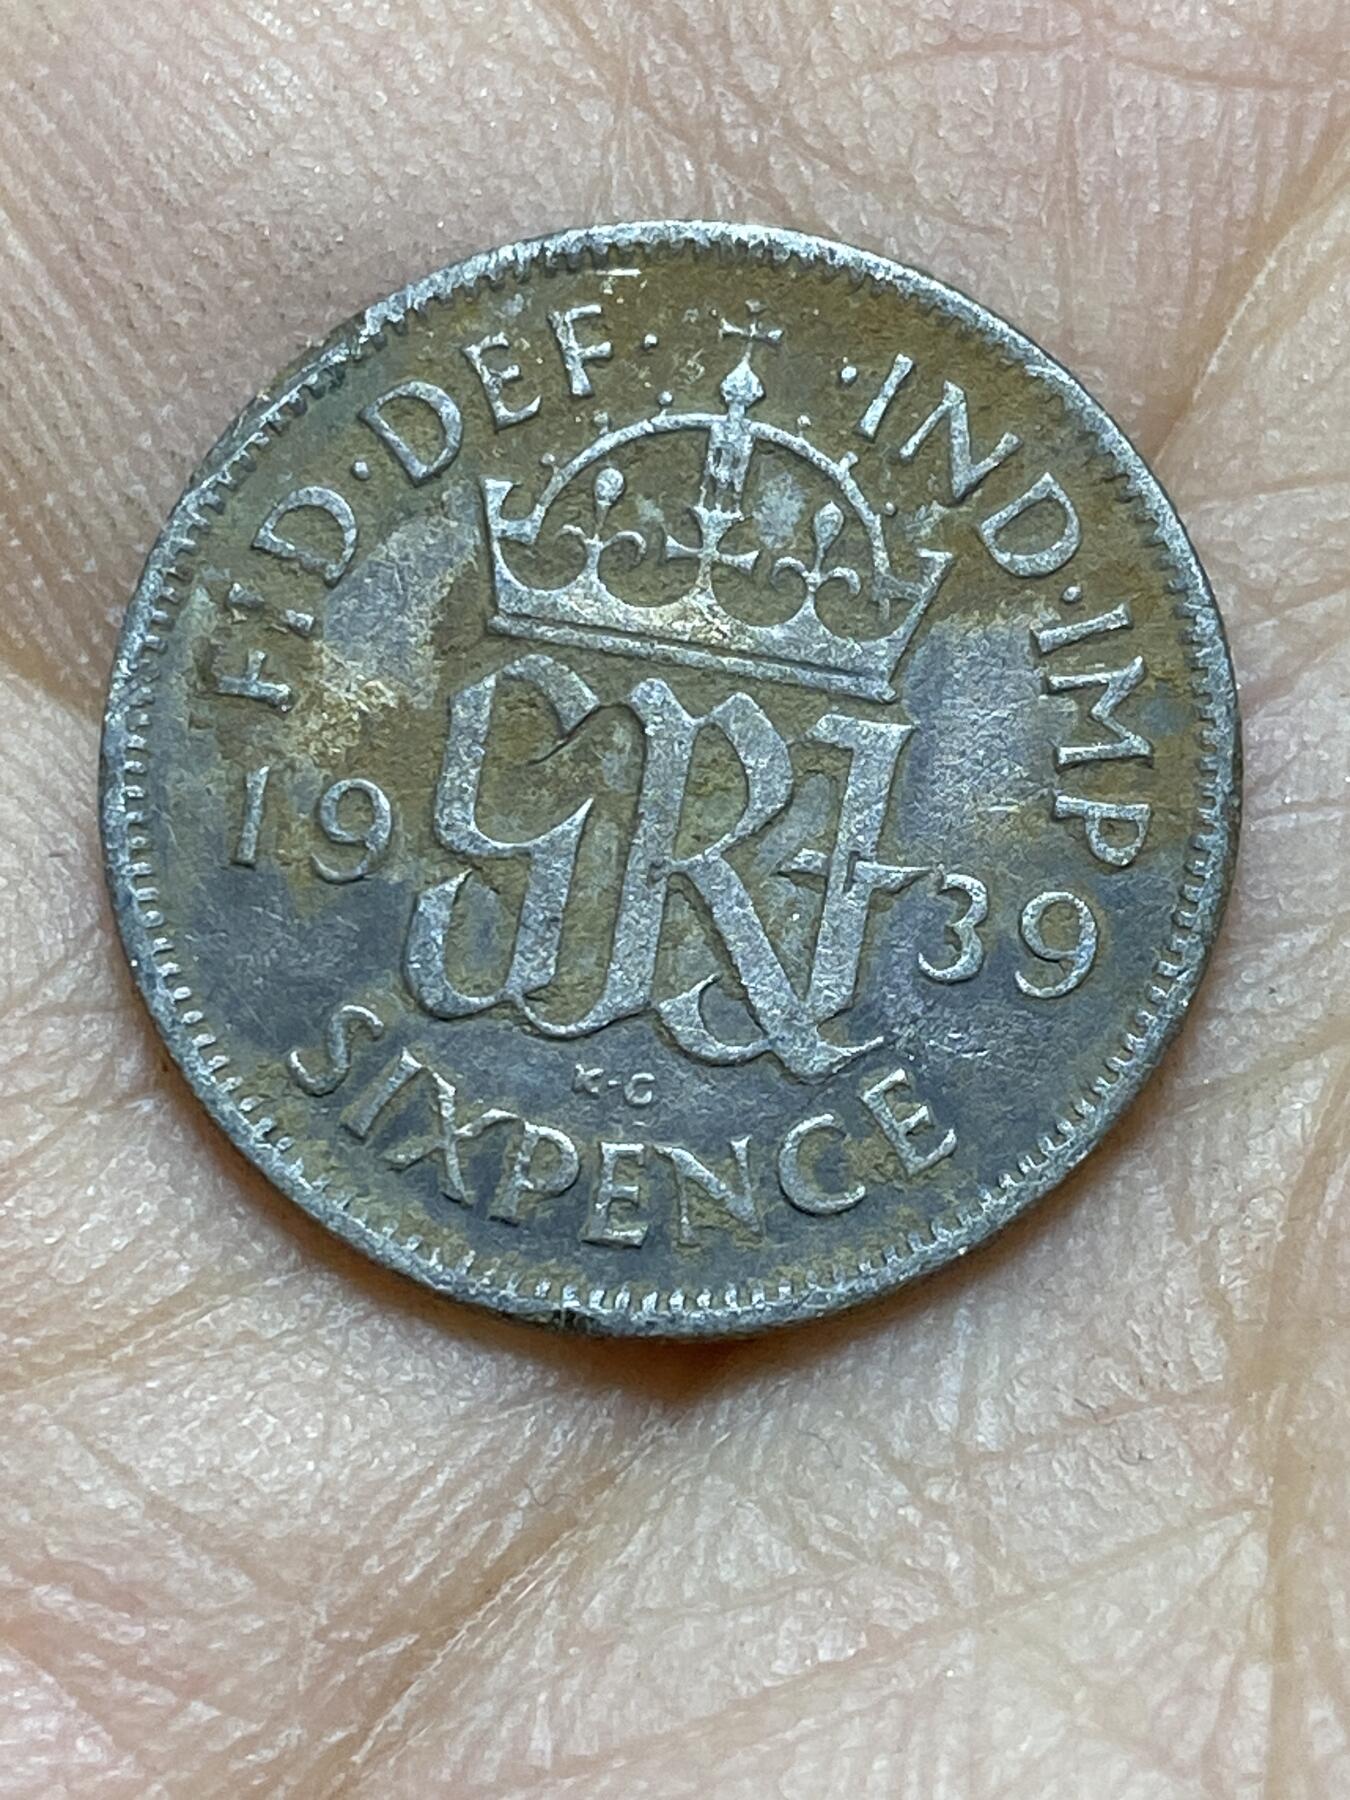 FID · DEF · · IND · IMP
GRI
19 39
K·G
SIXPENCE